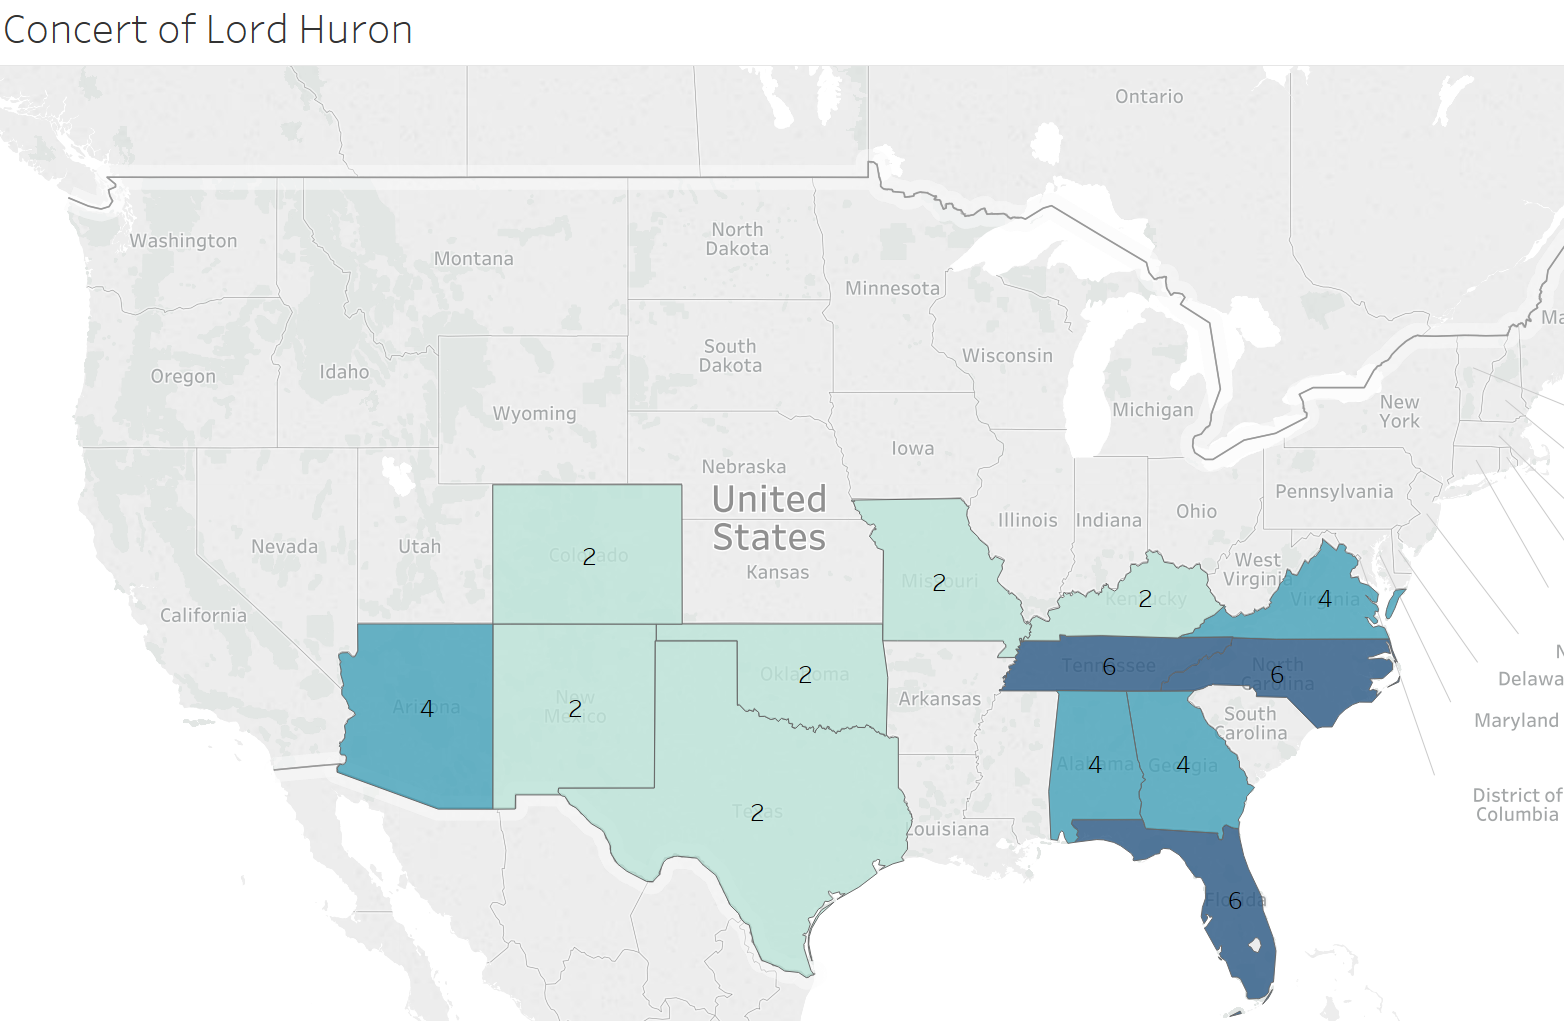 Concert of Lord Huron
Ontario
Washington
Montana
North
Dakota
Minnesota
Oregon
Idaho
South
Dakota
Wisconsin
Wyoming
Michigan
New
York
Iowa
Nebraska
United
States
Pennsylvania
Illinois
Indiana
Ohio
Nevada
Utah
Colorado
2
Kansas
Missouri
2
West
Virginia
Kentucky
2
Virginia
4
California
Arizona
4
New
Mexico
2
Oklahoma
2
Arkansas
Tennessee
6
North
Carolina
6
South
Carolina
Delawa
Maryland
Alabama
4
Georgia
4
Texas
2
Louisiana
District of
Columbia
Florida
6